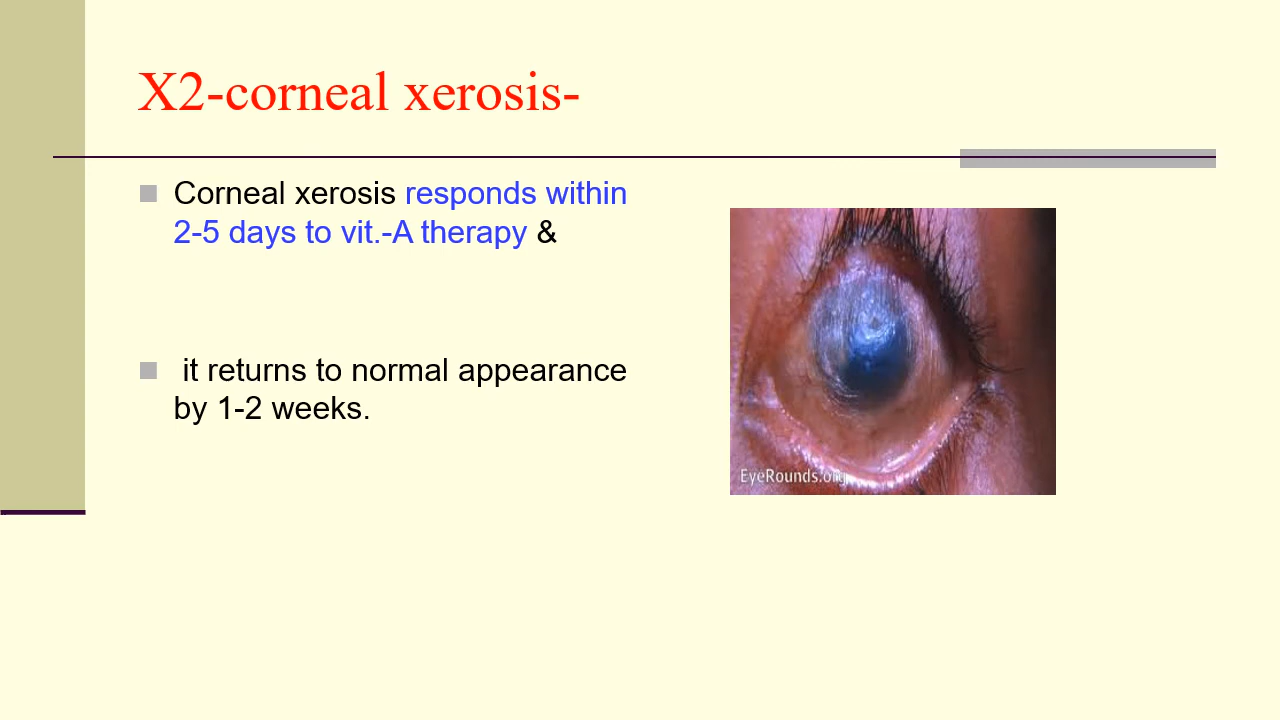 X2-corneal xerosis-
Corneal xerosis responds within
2-5 days to vit.-A therapy &
it returns to normal appearance
by 1-2 weeks.
EyeRounds.org